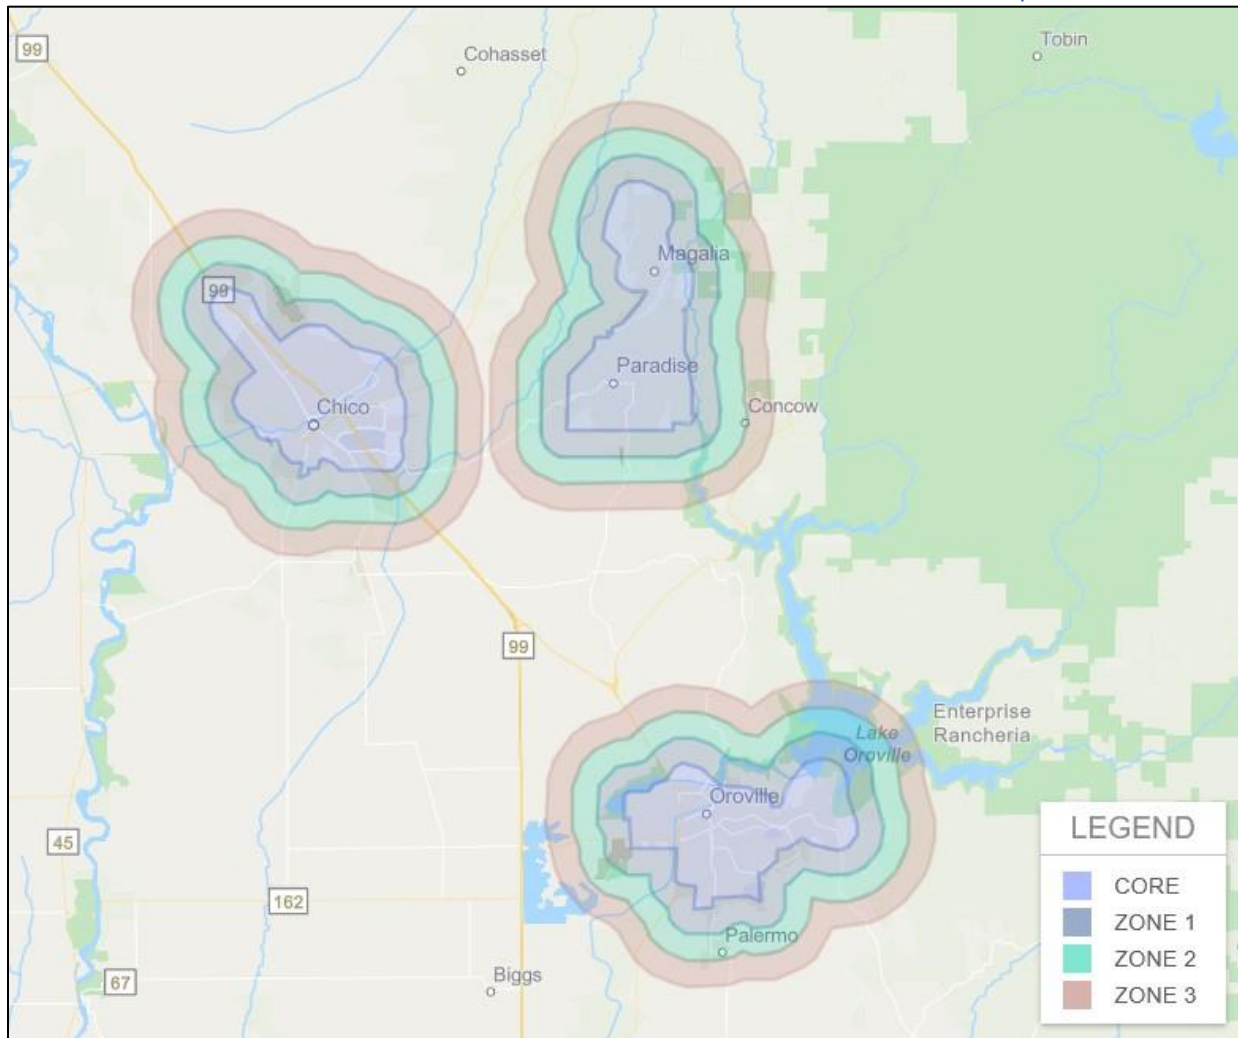 99
Cohasset
Tobin
99
Magalia
Paradise
Chico
Concow
99
Enterprise
Rancheria
Lake
Oroville
Oroville
45
162
Palermo
67
Biggs
LEGEND
CORE
ZONE 1
ZONE 2
ZONE 3